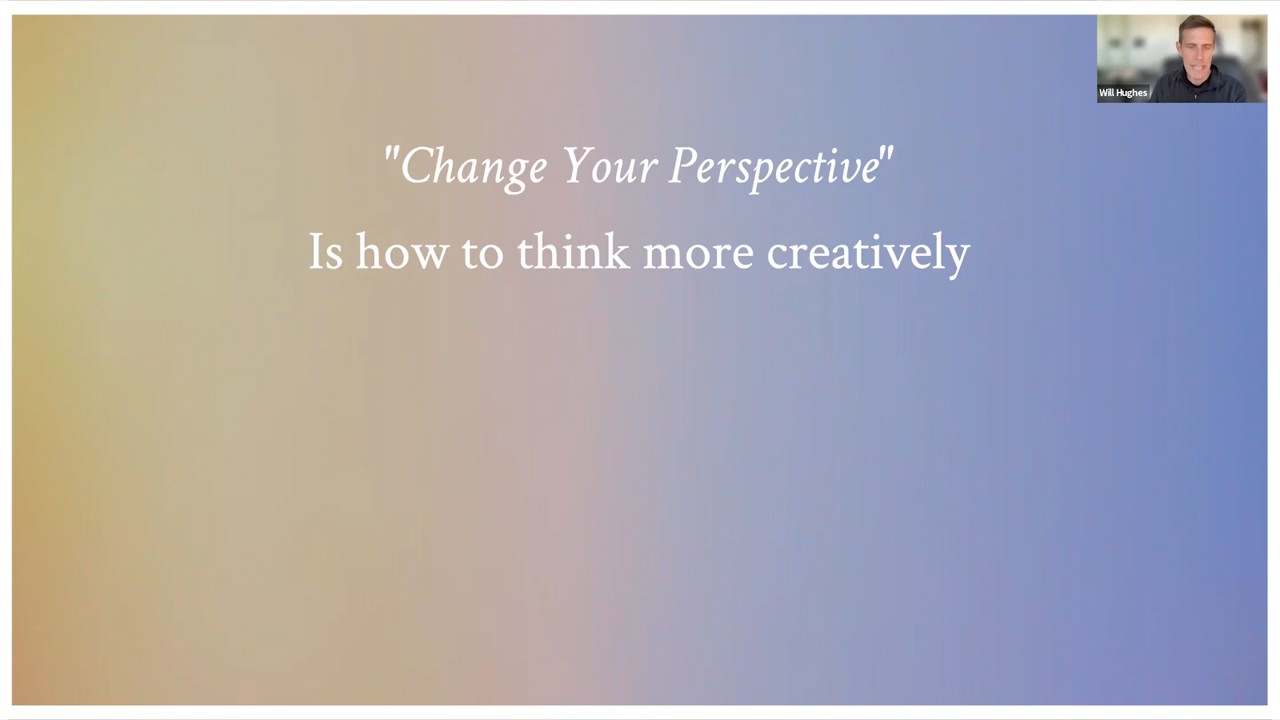 Will Hughes
"Change Your Perspective"
Is how to think more creatively